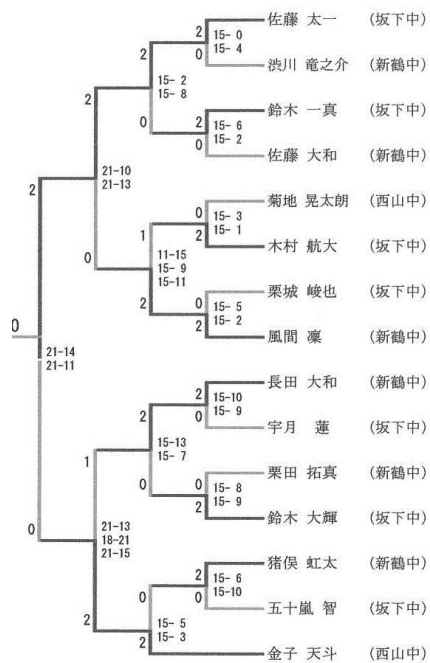 2 15- 0 佐藤 太一 (坂下中)
0 15- 4
2 15- 2
15- 8 渋川 竜之介 (新鶴中)
2
0 2 15- 6 鈴木 一真 (坂下中)
0 15- 2 佐藤 大和 (新鶴中)
21-10
21-13
2
0 15- 3 菊地 晃太朗 (西山中)
2 15- 1 木村 航大 (坂下中)
0 1 11-15
15- 9
15-11
2 0 15- 5 栗城 峻也 (坂下中)
2 15- 2 風間 凜 (新鶴中)
0
21-14
21-11
2 15-10 長田 大和 (新鶴中)
0 15- 9 宇月 蓮 (坂下中)
2 15-13
15- 7
1
0 0 15- 8 栗田 拓真 (新鶴中)
2 15- 9 鈴木 大輝 (坂下中)
0 21-13
18-21
21-15
2 15- 6 猪俣 虹太 (新鶴中)
0 15-10 五十嵐 智 (坂下中)
2 0 15- 5
2 15- 3 金子 天斗 (西山中)